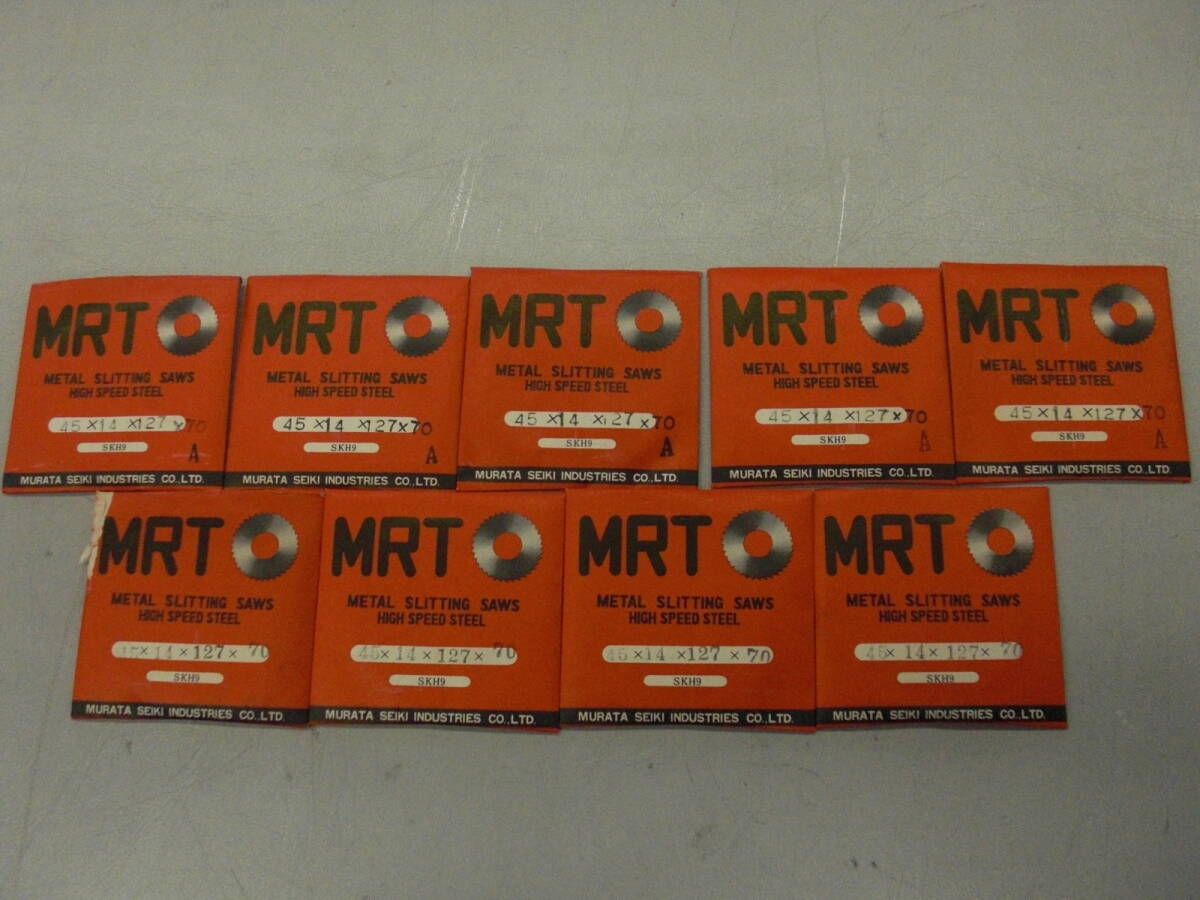 MRT
METAL SLITTING SAWS
HIGH SPEED STEEL
45×14×127×70
SKH9
A
MURATA SEIKI INDUSTRIES CO.,LTD.
MRT
METAL SLITTING SAWS
HIGH SPEED STEEL
45×14×127×70
SKH9
A
MURATA SEIKI INDUSTRIES CO.,LTD.
MRT
METAL SLITTING SAWS
HIGH SPEED STEEL
45×14×127×70
SKH9
A
MURATA SEIKI INDUSTRIES CO.,LTD.
MRT
METAL SLITTING SAWS
HIGH SPEED STEEL
45×14×127×70
SKH9
A
MURATA SEIKI INDUSTRIES CO.,LTD.
MRT
METAL SLITTING SAWS
HIGH SPEED STEEL
45×14×127×70
SKH9
A
MURATA SEIKI INDUSTRIES CO.,LTD.
MRT
METAL SLITTING SAWS
HIGH SPEED STEEL
45×14×127×70
SKH9
MURATA SEIKI INDUSTRIES CO.,LTD.
MRT
METAL SLITTING SAWS
HIGH SPEED STEEL
45×14×127×70
SKH9
MURATA SEIKI INDUSTRIES CO.,LTD.
MRT
METAL SLITTING SAWS
HIGH SPEED STEEL
45×14×127×70
SKH9
MURATA SEIKI INDUSTRIES CO.,LTD.
MRT
METAL SLITTING SAWS
HIGH SPEED STEEL
45×14×127×70
SKH9
MURATA SEIKI INDUSTRIES CO.,LTD.